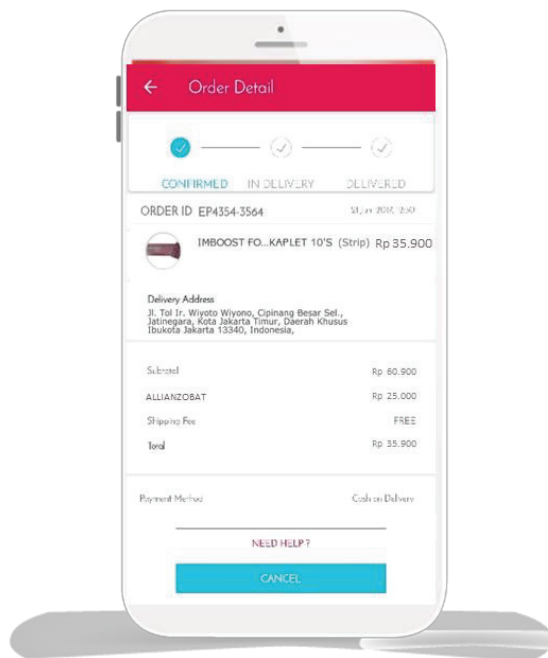 Order Detail
CONFIRMED IN DELIVERY DELIVERED
ORDER ID EP4354-3564
IMBOOST FO...KAPLET 10'S (Strip) Rp 35.900
Delivery Address
Jl. Tol Ir. Wiyoto Wiyono, Cipinang Besar Sel.,
Jatinegara, Kota Jakarta Timur, Daerah Khusus
Ibukota Jakarta 13340, Indonesia,
Subtotal Rp 60.900
ALLIANZOBAT Rp 25.000
Shipping Fee FREE
Total Rp 35.900
Payment Method Cash on Delivery
NEED HELP ?
CANCEL